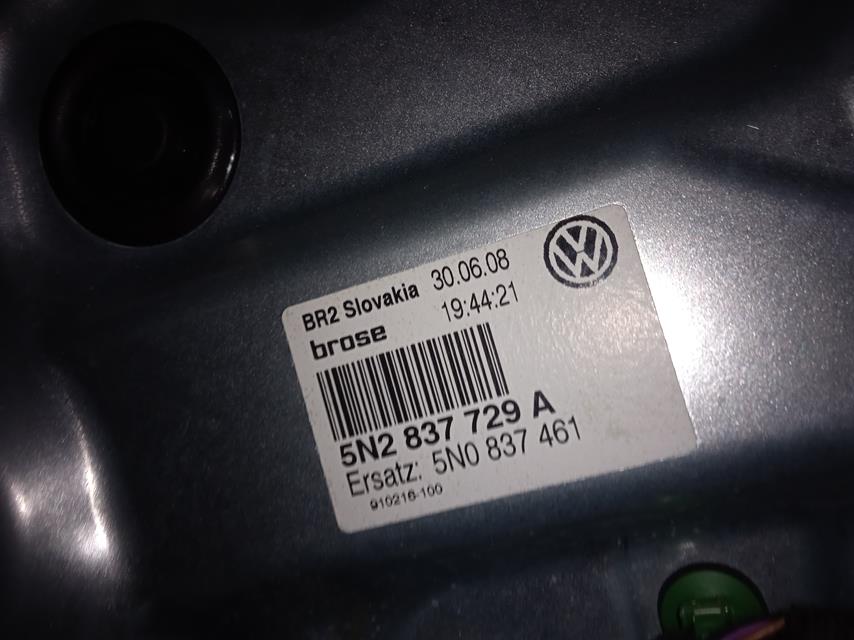 BR2 Slovakia 30.06.08
brose 19:44:21
5N2 837 729 A
Ersatz: 5N0 837 461
910216-100